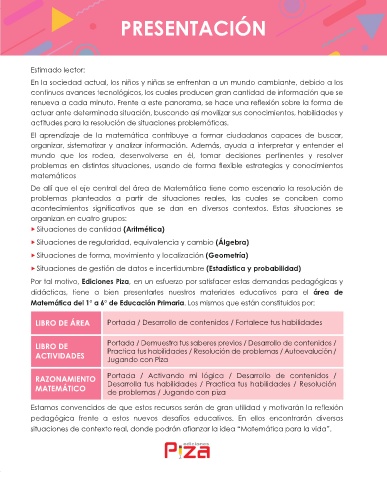 PRESENTACIÓN
Estimado lector:
En la sociedad actual, los niños y niñas se enfrentan a un mundo cambiante, debido a los
continuos avances tecnológicos, los cuales producen gran cantidad de información que se
renueva a cada minuto. Frente a este panorama, se hace una reflexión sobre la forma de
actuar ante determinada situación, buscando así movilizar sus conocimientos, habilidades y
actitudes para la resolución de situaciones problemáticas.
El aprendizaje de la matemática contribuye a formar ciudadanos capaces de buscar,
organizar, sistematizar y analizar información. Además, ayuda a interpretar y entender el
mundo que los rodea, desenvolverse en él, tomar decisiones pertinentes y resolver
problemas en distintas situaciones, usando de forma flexible estrategias y conocimientos
matemáticos
De allí que el eje central del área de Matemática tiene como escenario la resolución de
problemas planteados a partir de situaciones reales, las cuales se conciben como
acontecimientos significativos que se dan en diversos contextos. Estas situaciones se
organizan en cuatro grupos:
Situaciones de cantidad (Aritmética)
Situaciones de regularidad, equivalencia y cambio (Álgebra)
Situaciones de forma, movimiento y localización (Geometría)
Situaciones de gestión de datos e incertidumbre (Estadística y probabilidad)
Por tal motivo, Ediciones Piza, en un esfuerzo por satisfacer estas demandas pedagógicas y
didácticas, tiene a bien presentarles nuestros materiales educativos para el área de
Matemática del 1° a 6° de Educación Primaria. Los mismos que están constituidos por:
LIBRO DE ÁREA
Portada / Desarrollo de contenidos / Fortalece tus habilidades
LIBRO DE
ACTIVIDADES
Portada / Demuestra tus saberes previos / Desarrollo de contenidos /
Practica tus habilidades / Resolución de problemas / Autoevalución /
Jugando con Piza
RAZONAMIENTO
MATEMÁTICO
Portada / Activando mi lógica / Desarrollo de contenidos /
Desarrolla tus habilidades / Practica tus habilidades / Resolución
de problemas / Jugando con piza
Estamos convencidos de que estos recursos serán de gran utilidad y motivarán la reflexión
pedagógica frente a estos nuevos desafíos educativos. En ellos encontrarán diversas
situaciones de contexto real, donde podrán afianzar la idea "Matemática para la vida".
ediciones
Piza